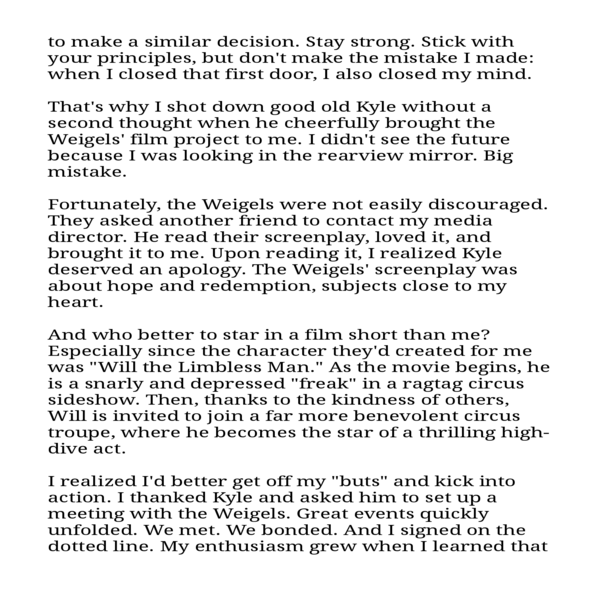 to make a similar decision. Stay strong. Stick with
your principles, but don't make the mistake I made:
when I closed that first door, I also closed my mind.
That's why I shot down good old Kyle without a
second thought when he cheerfully brought the
Weigels' film project to me. I didn't see the future
because I was looking in the rearview mirror. Big
mistake.
Fortunately, the Weigels were not easily discouraged.
They asked another friend to contact my media
director. He read their screenplay, loved it, and
brought it to me. Upon reading it, I realized Kyle
deserved an apology. The Weigels' screenplay was
about hope and redemption, subjects close to my
heart.
And who better to star in a film short than me?
Especially since the character they'd created for me
was "Will the Limbless Man." As the movie begins, he
is a snarly and depressed "freak" in a ragtag circus
sideshow. Then, thanks to the kindness of others,
Will is invited to join a far more benevolent circus
troupe, where he becomes the star of a thrilling high-
dive act.
I realized I'd better get off my "buts" and kick into
action. I thanked Kyle and asked him to set up a
meeting with the Weigels. Great events quickly
unfolded. We met. We bonded. And I signed on the
dotted line. My enthusiasm grew when I learned that